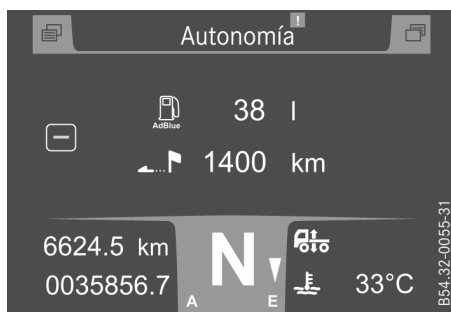 !
Autonomía
AdBlue 38 l
1400 km
6624.5 km
0035856.7
A N E
33°C
B54.32-0055-31